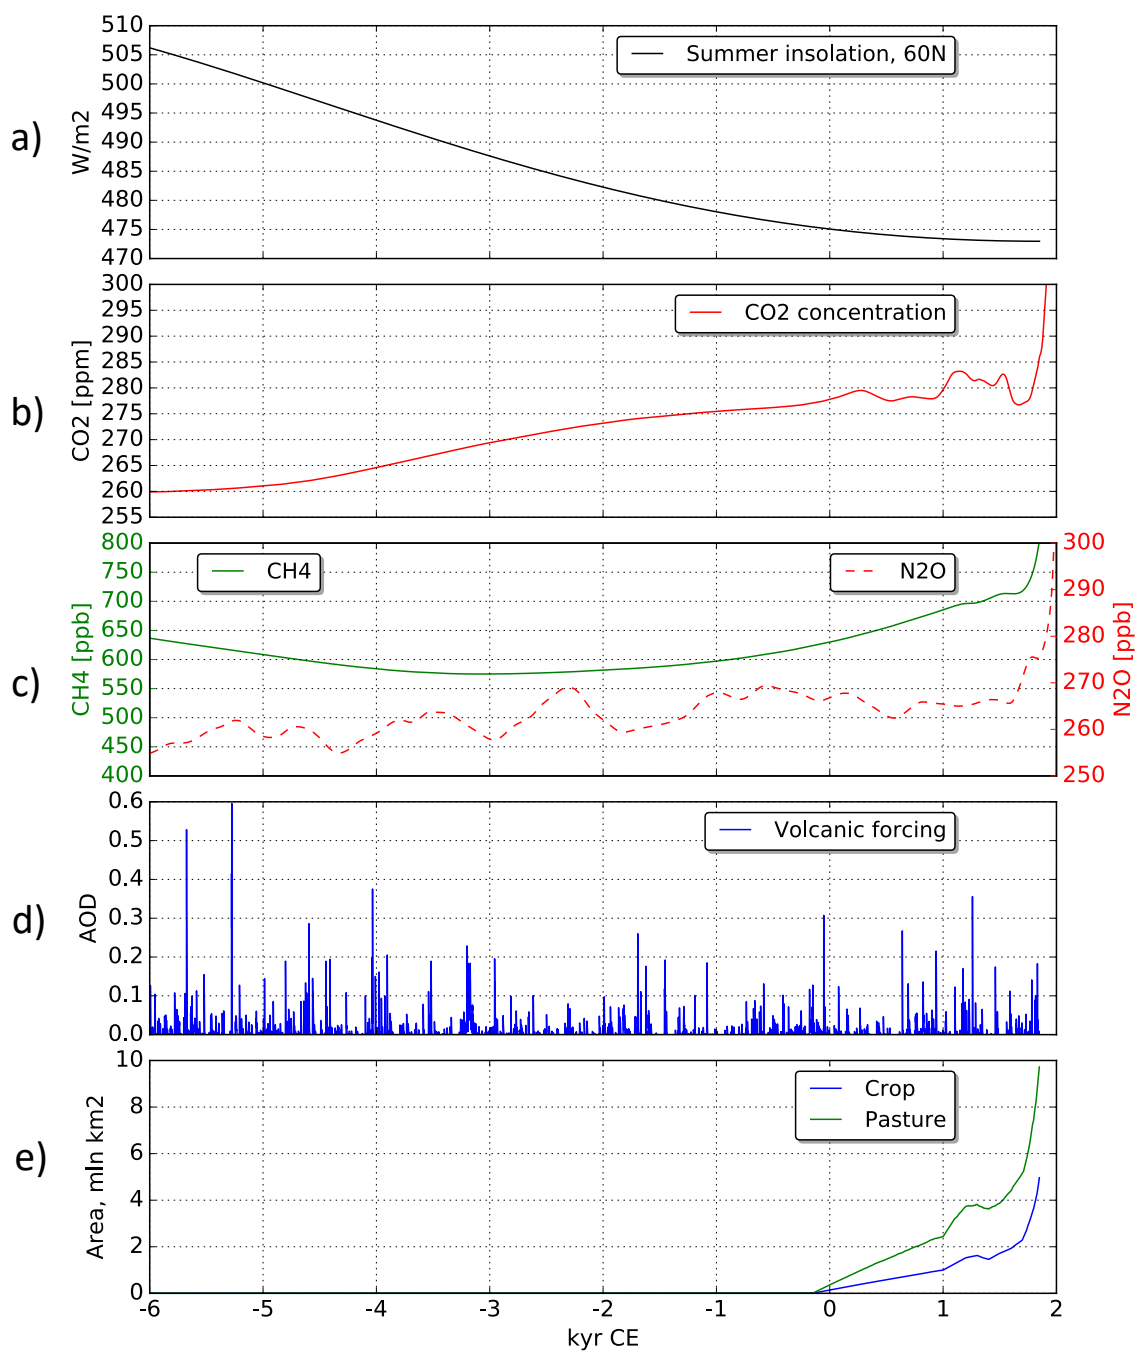 a)
W/m2
510
505
500
495
490
485
480
475
470
Summer insolation, 60N
b)
CO2 [ppm]
300
295
290
285
280
275
270
265
260
255
CO2 concentration
c)
CH4 [ppb]
800
750
700
650
600
550
500
450
400
CH4
N2O
300
290
280
270
260
250
N2O [ppb]
d)
AOD
0.6
0.5
0.4
0.3
0.2
0.1
0.0
Volcanic forcing
e)
Area, mln km2
10
8
6
4
2
0
Crop
Pasture
-6 -5 -4 -3 -2 -1 0 1 2
kyr CE